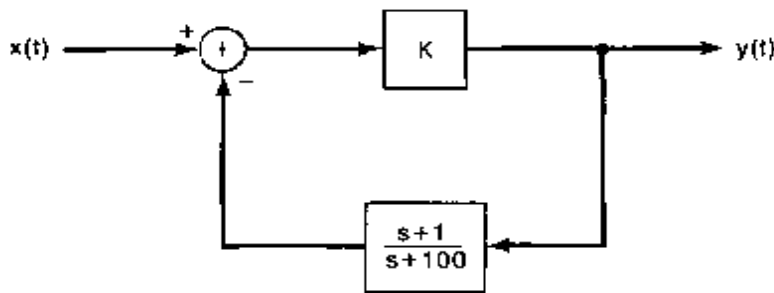 x(t)
+
+
−
K
y(t)
s+1
s+100